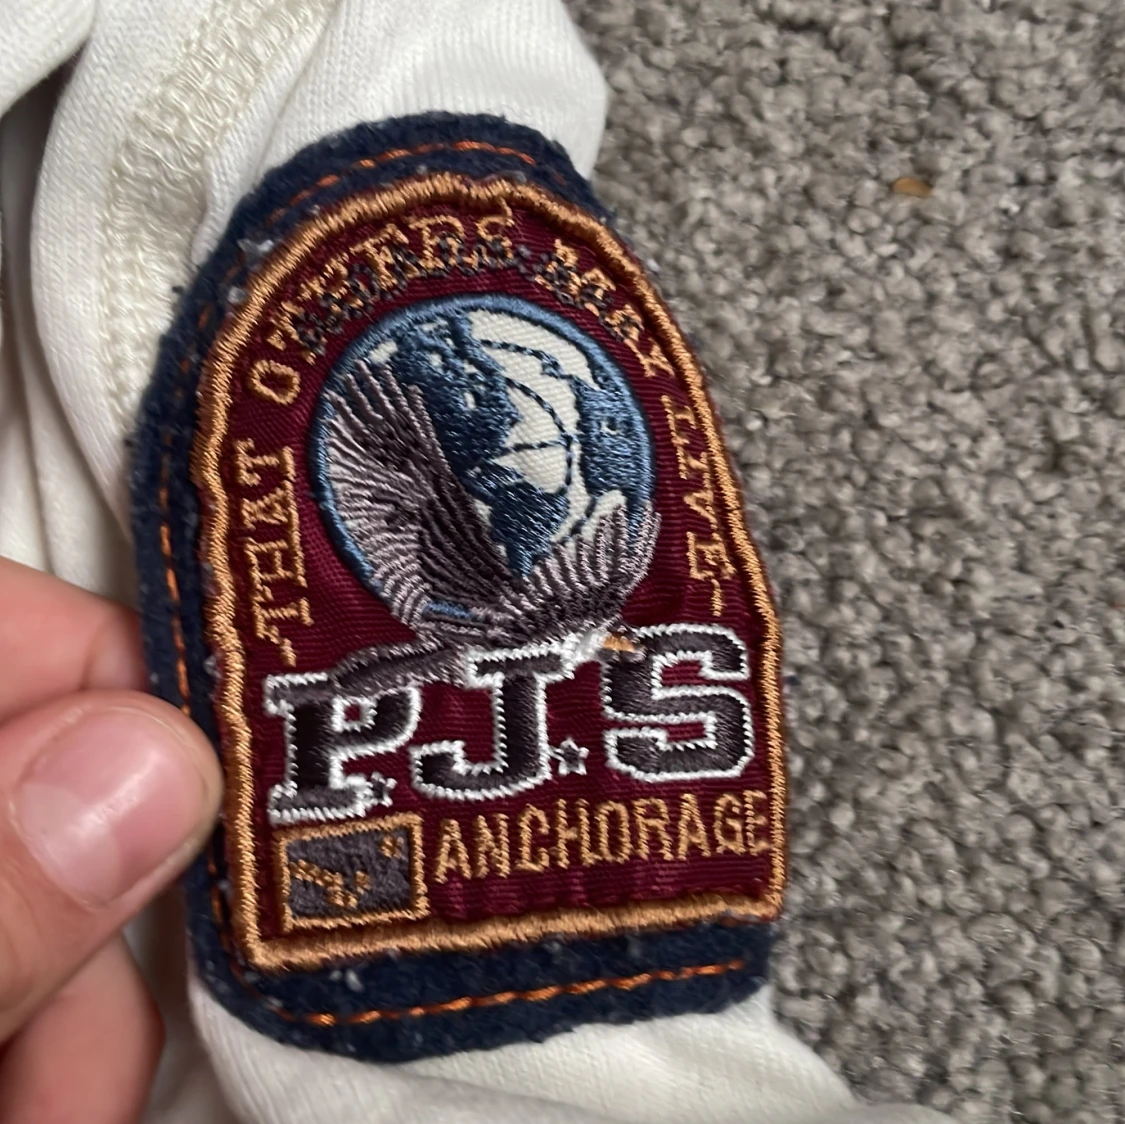 -THAT OTHERS MAY LIVE-
P.J.'S
ANCHORAGE